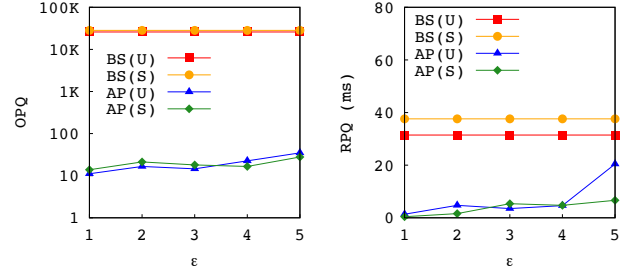 100K
10K
1K
100
10
1
OPQ
BS(U)
BS(S)
AP(U)
AP(S)
1 2 3 4 5
ε
100
80
60
40
20
0
RPQ (ms)
BS(U)
BS(S)
AP(U)
AP(S)
1 2 3 4 5
ε